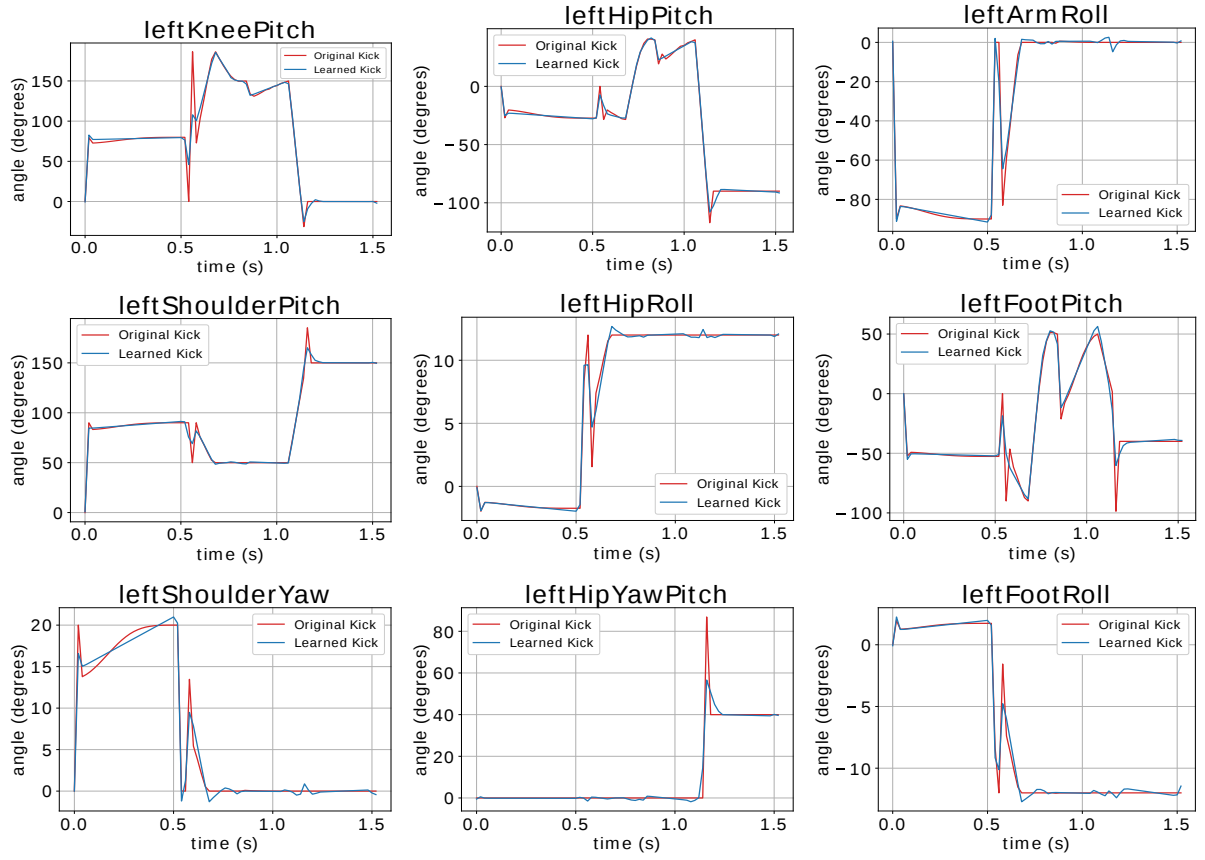 leftKneePitch
angle (degrees)
150
100
50
0
0.0 0.5 1.0 1.5
time (s)
Original Kick
Learned Kick
leftHipPitch
angle (degrees)
0
−50
−100
0.0 0.5 1.0 1.5
time (s)
Original Kick
Learned Kick
leftArmRoll
angle (degrees)
0
−20
−40
−60
−80
0.0 0.5 1.0 1.5
time (s)
Original Kick
Learned Kick
leftShoulderPitch
angle (degrees)
150
100
50
0
0.0 0.5 1.0 1.5
time (s)
Original Kick
Learned Kick
leftHipRoll
angle (degrees)
10
5
0
0.0 0.5 1.0 1.5
time (s)
Original Kick
Learned Kick
leftFootPitch
angle (degrees)
50
0
−50
−100
0.0 0.5 1.0 1.5
time (s)
Original Kick
Learned Kick
leftShoulderYaw
angle (degrees)
20
15
10
5
0
0.0 0.5 1.0 1.5
time (s)
Original Kick
Learned Kick
leftHipYawPitch
angle (degrees)
80
60
40
20
0
0.0 0.5 1.0 1.5
time (s)
Original Kick
Learned Kick
leftFootRoll
angle (degrees)
0
−5
−10
0.0 0.5 1.0 1.5
time (s)
Original Kick
Learned Kick